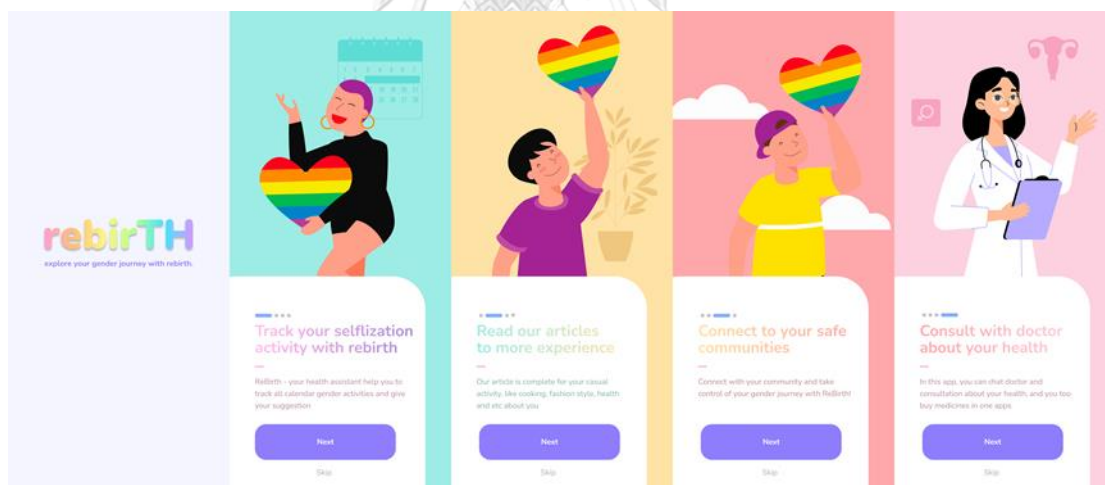 rebirTH
explore your gender journey with rebirth.
Track your selflization
activity with rebirth
ReBirth - your health assistant help you to
track all calendar gender activities and give
your suggestion
Next
Skip
Read our articles
to more experience
Our article is complete for your casual
activity, like cooking, fashion style, health
and etc about you
Next
Skip
Connect to your safe
communities
Connect with your community and take
control of your gender journey with ReBirth!
Next
Skip
Consult with doctor
about your health
In this app, you can chat doctor and
consultation about your health, and you too
buy medicines in one apps
Next
Skip